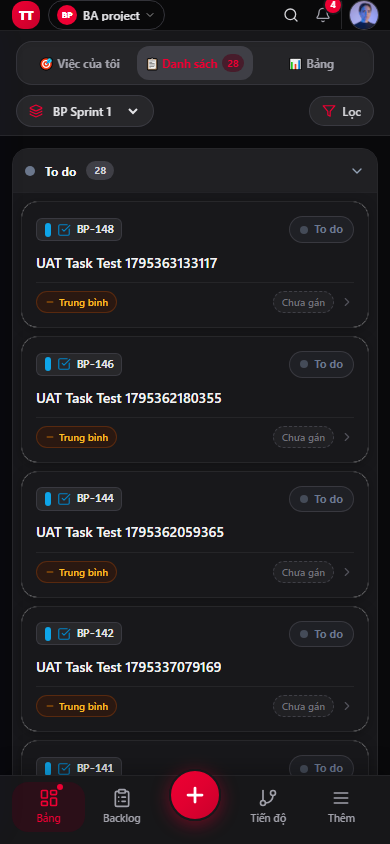 TT
BP BA project
4
Việc của tôi
Danh sách 28
Bảng
BP Sprint 1
Lọc
To do 28
BP-148
To do
UAT Task Test 1795363133117
Trung bình
Chưa gán
BP-146
To do
UAT Task Test 1795362180355
Trung bình
Chưa gán
BP-144
To do
UAT Task Test 1795362059365
Trung bình
Chưa gán
BP-142
To do
UAT Task Test 1795337079169
Trung bình
Chưa gán
BP-141
To do
Bảng
Backlog
Tiến độ
Thêm